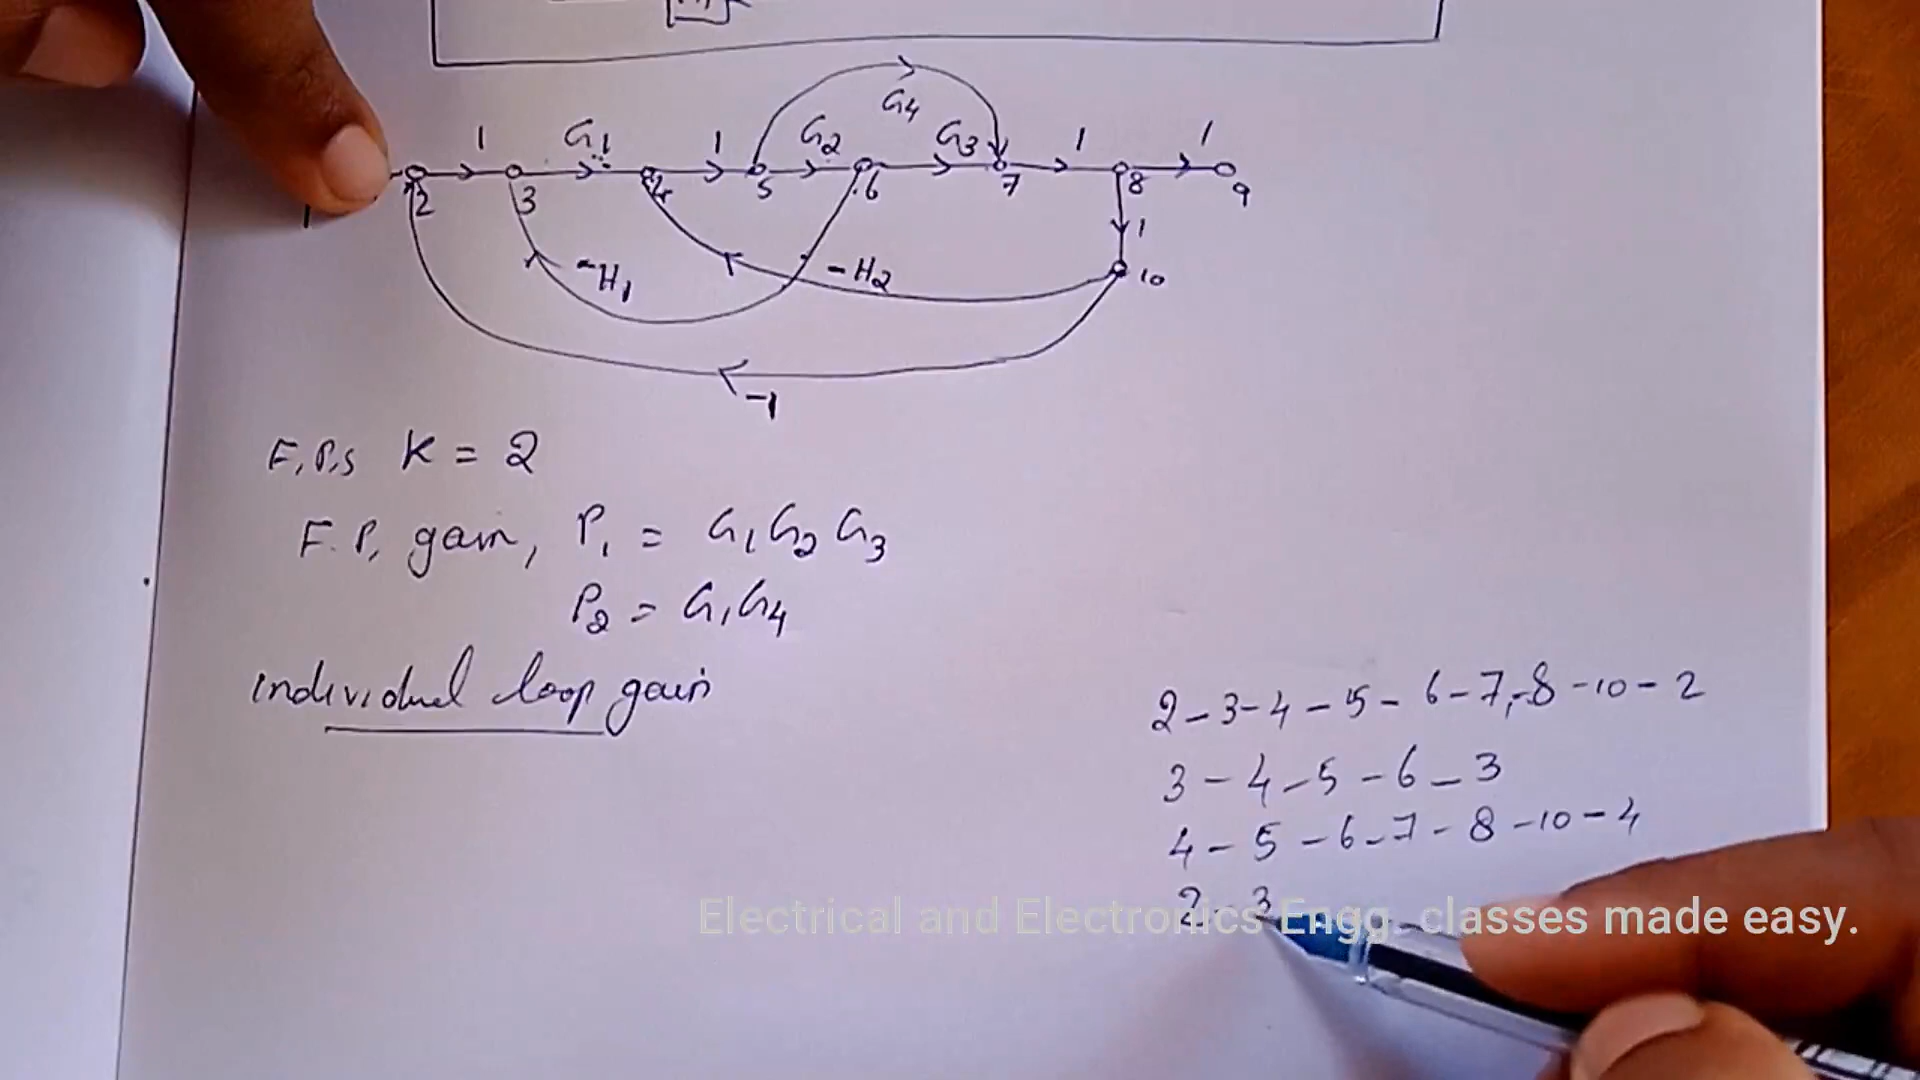 G4
1 G1 1 G2 G3 1 1
2 3 4 5 6 7 8 9
1
-H1 -H2 10
-1
F.P.s K = 2
F.P. gain, P1 = G1G2G3
P2 = G1G4
individual loop gain
2-3-4-5-6-7-8-10-2
3-4-5-6-3
4-5-6-7-8-10-4
2-3
Electrical and Electronics Engg. classes made easy.